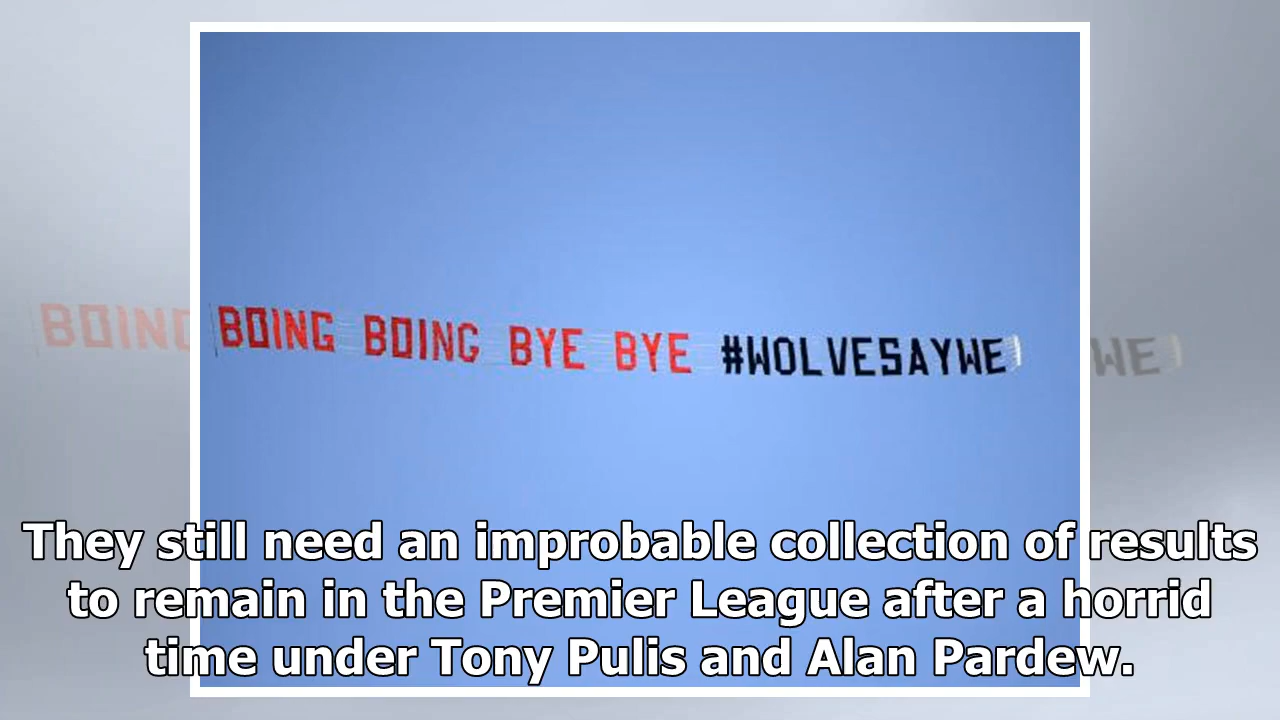 BOING BOING BYE BYE #WOLVESAYWE
They still need an improbable collection of results
to remain in the Premier League after a horrid
time under Tony Pulis and Alan Pardew.